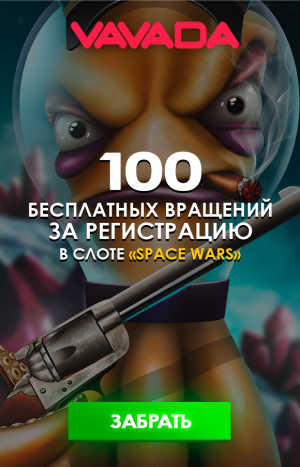 VAVADA
100
БЕСПЛАТНЫХ ВРАЩЕНИЙ
ЗА РЕГИСТРАЦИЮ
В СЛОТЕ «SPACE WARS»
ЗАБРАТЬ